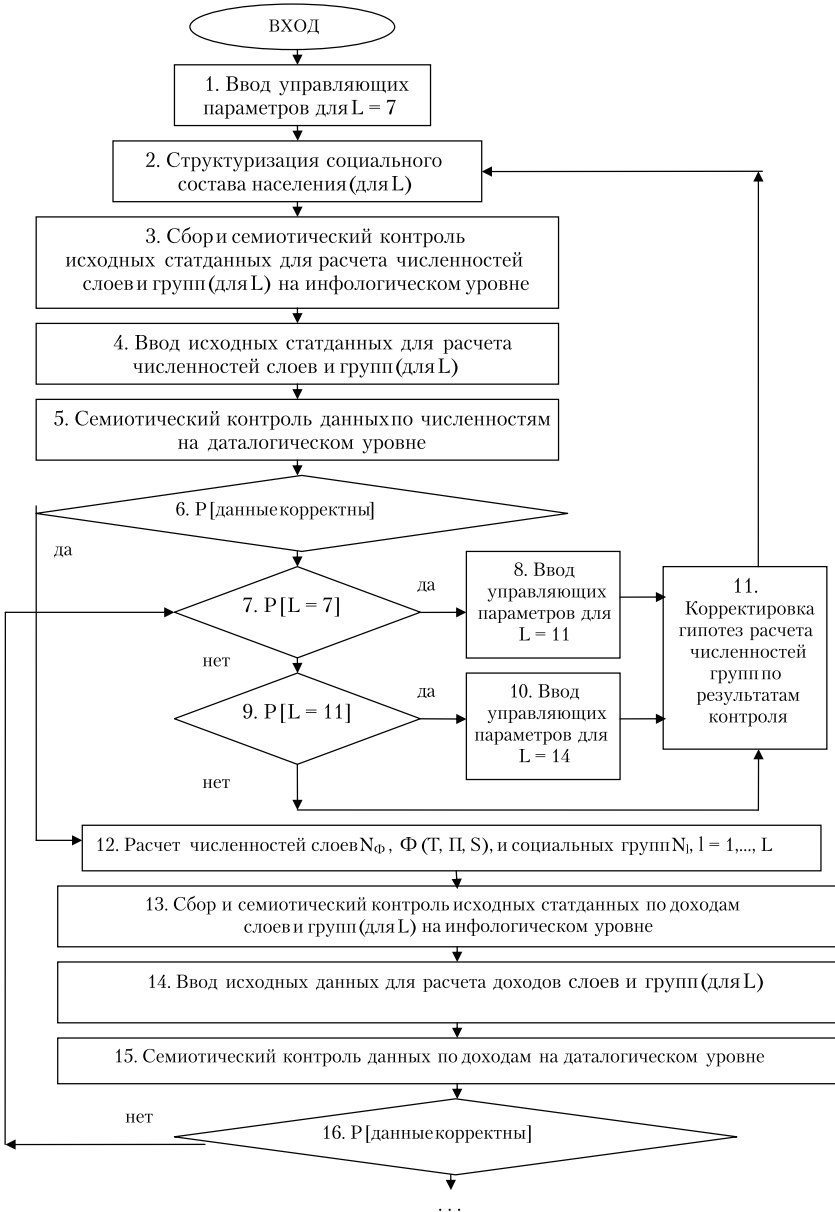 ВХОД
1. Ввод управляющих
параметров для L = 7
2. Структуризация социального
состава населения (для L)
3. Сбор и семиотический контроль
исходных статданных для расчета численностей
слоев и групп (для L) на инфологическом уровне
4. Ввод исходных статданных для расчета
численностей слоев и групп (для L)
5. Семиотический контроль данных по численностям
на даталогическом уровне
6. P [данные корректны]
да
7. P [L = 7]
да
нет
8. Ввод
управляющих
параметров для
L = 11
9. P [L = 11]
да
нет
10. Ввод
управляющих
параметров для
L = 14
11.
Корректировка
гипотез расчета
численностей
групп по
результатам
контроля
12. Расчет численностей слоев NФ, Ф (Т, П, S), и социальных групп Nl, l = 1,..., L
13. Сбор и семиотический контроль исходных статданных по доходам
слоев и групп (для L) на инфологическом уровне
14. Ввод исходных данных для расчета доходов слоев и групп (для L)
15. Семиотический контроль данных по доходам на даталогическом уровне
нет
16. P [данные корректны]
. . .